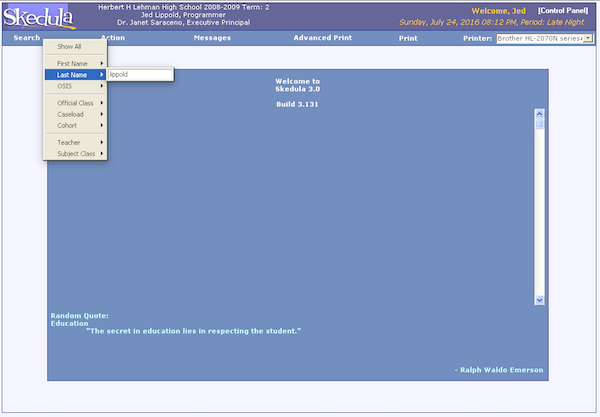 Skedula
Herbert H Lehman High School 2008-2009 Term: 2
Jed Lippold, Programmer
Dr. Janet Saraceno, Executive Principal
Welcome, Jed [Control Panel]
Sunday, July 24, 2016 08:12 PM, Period: Late Night
Search Action Messages Advanced Print Print Printer: Brother HL-2070N series
Show All
First Name
Last Name lippold
OSIS
Official Class
Caseload
Cohort
Teacher
Subject Class
Welcome to
Skedula 3.0
Build 3.131
Random Quote:
Education
"The secret in education lies in respecting the student."
- Ralph Waldo Emerson